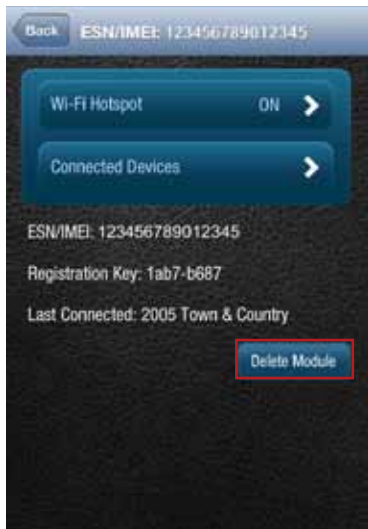 Back ESN/IMEI: 123456789012345
Wi-Fi Hotspot ON
Connected Devices
ESN/IMEI: 123456789012345
Registration Key: 1ab7-b687
Last Connected: 2005 Town & Country
Delete Module